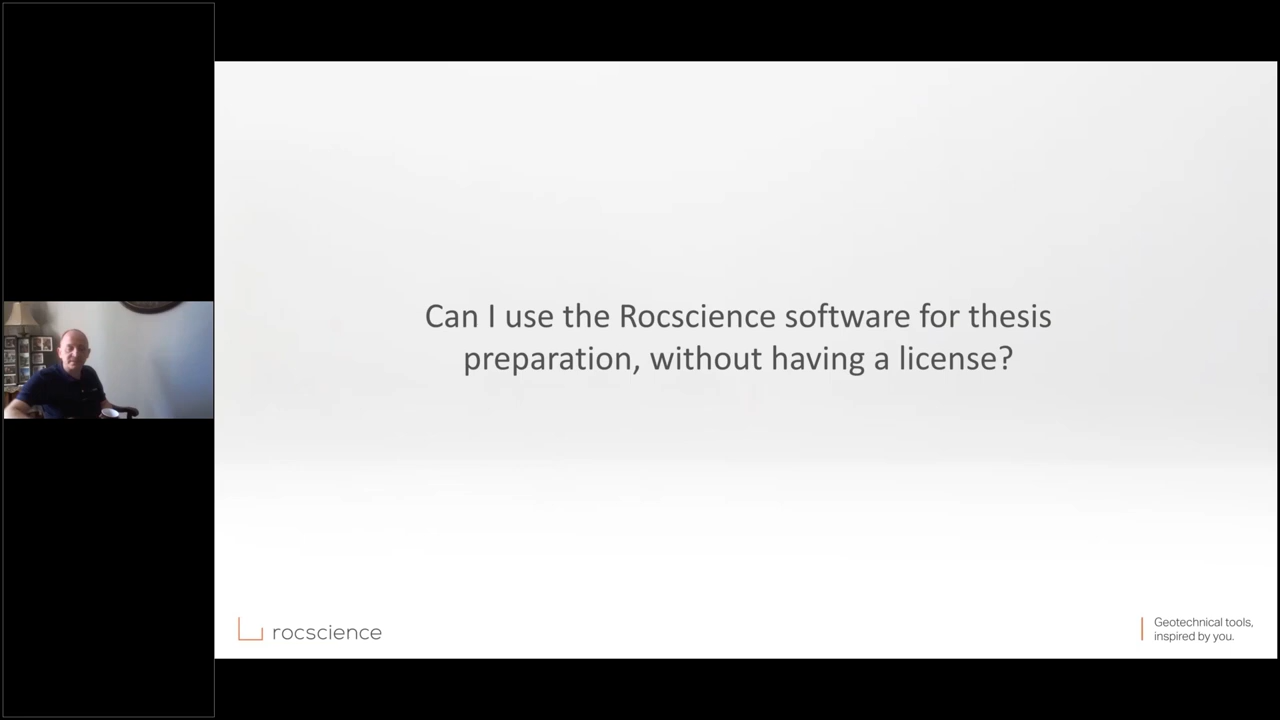 Can I use the Rocscience software for thesis
preparation, without having a license?
rocscience
Geotechnical tools,
inspired by you.